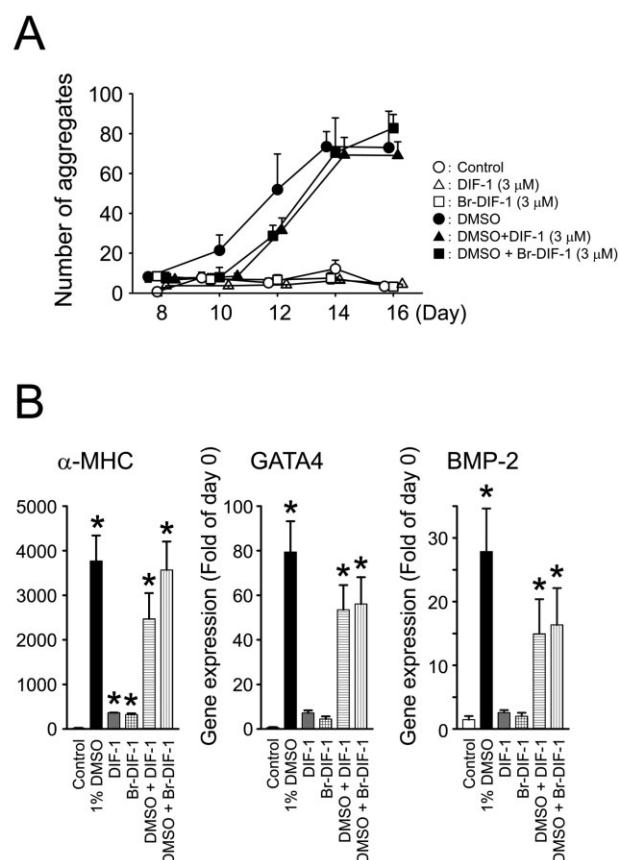 A
Number of aggregates
100
80
60
40
20
0
8 10 12 14 16 (Day)
○ : Control
△ : DIF-1 (3 μM)
□ : Br-DIF-1 (3 μM)
● : DMSO
▲ : DMSO+DIF-1 (3 μM)
■ : DMSO + Br-DIF-1 (3 μM)
B
α-MHC
5000
4000
3000
2000
1000
0
* * * * *
Control
1% DMSO
DIF-1
Br-DIF-1
DMSO + DIF-1
DMSO + Br-DIF-1
GATA4
Gene expression (Fold of day 0)
100
80
60
40
20
0
* * *
Control
1% DMSO
DIF-1
Br-DIF-1
DMSO + DIF-1
DMSO + Br-DIF-1
BMP-2
Gene expression (Fold of day 0)
30
20
10
0
* * *
Control
1% DMSO
DIF-1
Br-DIF-1
DMSO + DIF-1
DMSO + Br-DIF-1